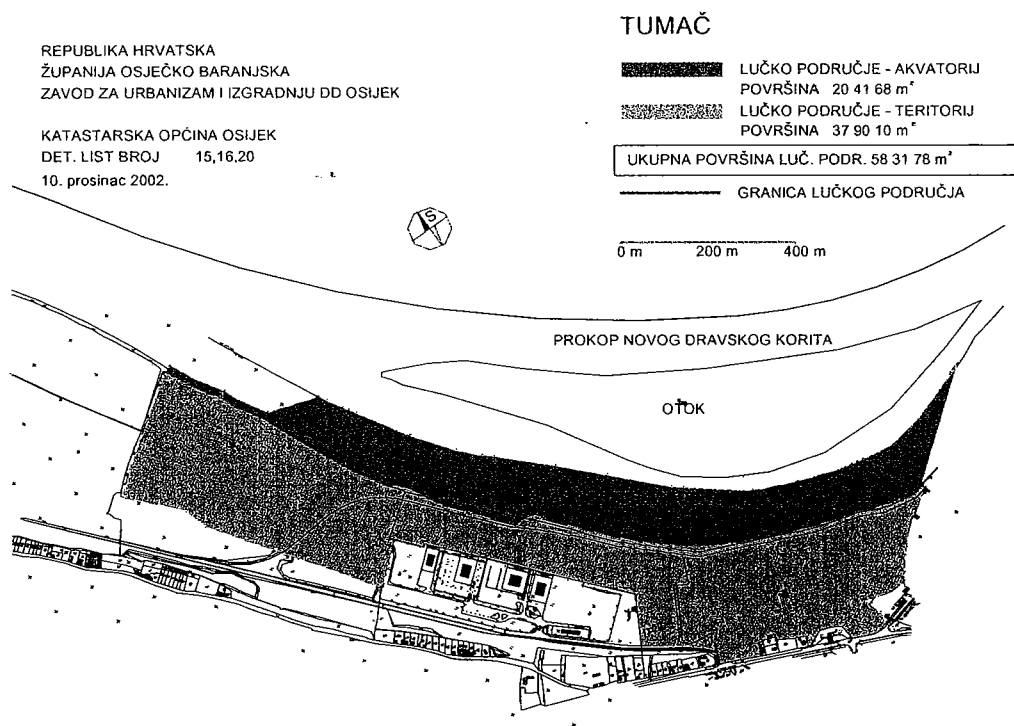 REPUBLIKA HRVATSKA
ŽUPANIJA OSJEČKO BARANJSKA
ZAVOD ZA URBANIZAM I IZGRADNJU DD OSIJEK
KATASTARSKA OPĆINA OSIJEK
DET. LIST BROJ 15,16,20
10. prosinac 2002.
TUMAČ
LUČKO PODRUČJE - AKVATORIJ
POVRŠINA 20 41 68 m²
LUČKO PODRUČJE - TERITORIJ
POVRŠINA 37 90 10 m²
UKUPNA POVRŠINA LUČ. PODR. 58 31 78 m²
GRANICA LUČKOG PODRUČJA
S
0 m 200 m 400 m
PROKOP NOVOG DRAVSKOG KORITA
OTOK